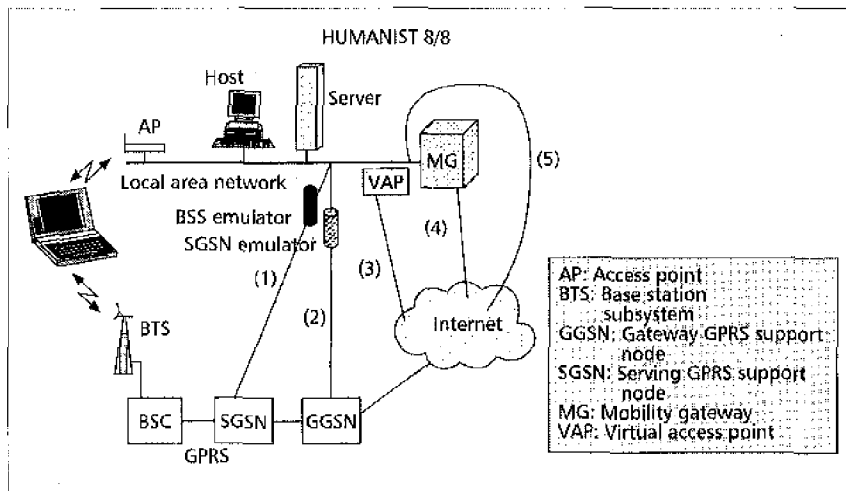 HUMANIST 8/8
Host
Server
AP
MG
(5)
Local area network
VAP
BSS emulator
(4)
SGSN emulator
(1)
(3)
(2)
Internet
BTS
BSC
SGSN
GGSN
GPRS
AP: Access point
BTS: Base station
subsystem
GGSN: Gateway GPRS support
node
SGSN: Serving GPRS support
node
MG: Mobility gateway
VAP: Virtual access point